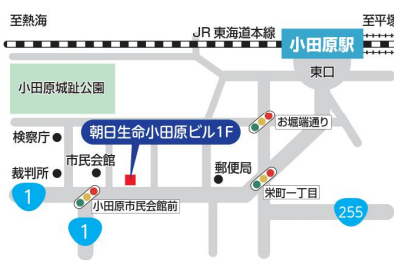 至熱海
至平塚
JR東海道本線
小田原駅
東口
小田原城趾公園
お堀端通り
朝日生命小田原ビル1F
検察庁
市民会館
裁判所
郵便局
栄町一丁目
1
小田原市民会館前
255
1